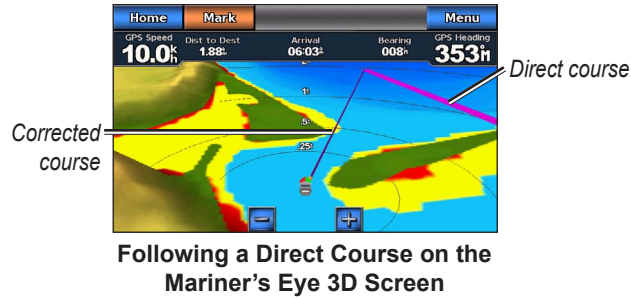 Home Mark Menu
GPS Speed Dist to Dest Arrival Bearing GPS Heading
10.0 1.88 06:03 008 353
Direct course
1
.5
Corrected
course
.25
Following a Direct Course on the
Mariner's Eye 3D Screen